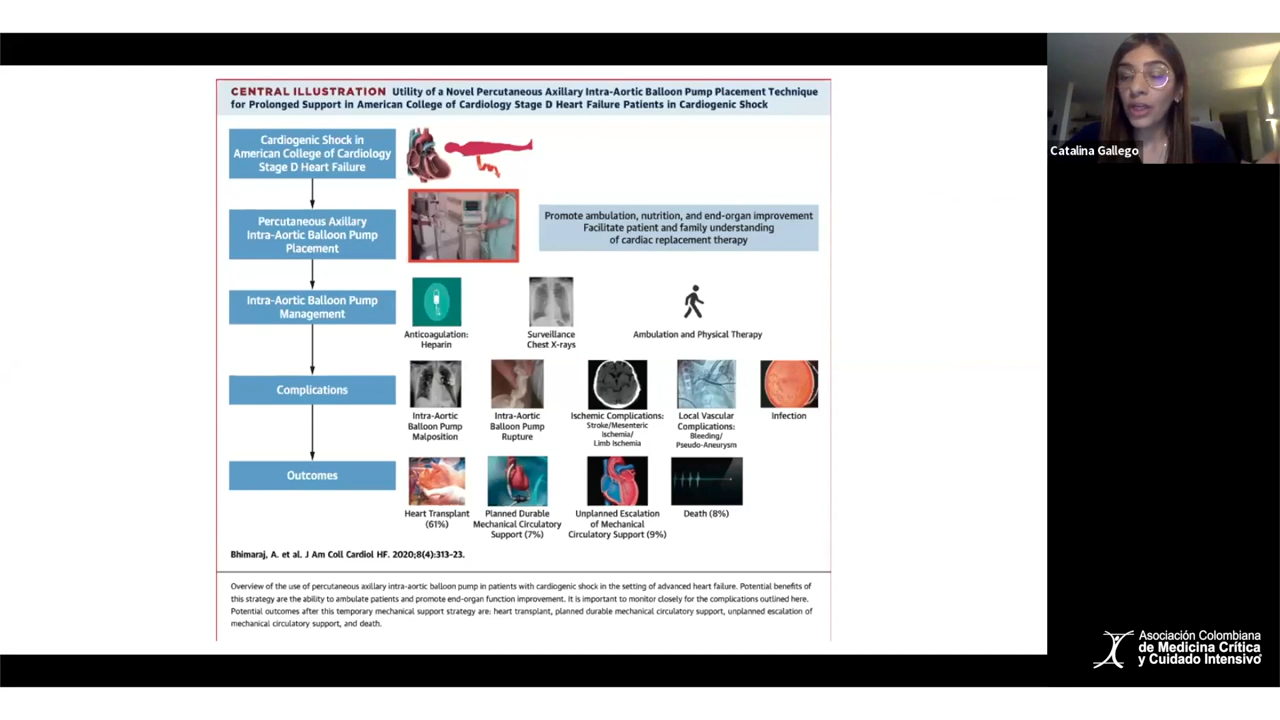 CENTRAL ILLUSTRATION Utility of a Novel Percutaneous Axillary Intra-Aortic Balloon Pump Placement Technique
for Prolonged Support in American College of Cardiology Stage D Heart Failure Patients in Cardiogenic Shock
Catalina Gallego
Cardiogenic Shock in
American College of Cardiology
Stage D Heart Failure
Percutaneous Axillary
Intra-Aortic Balloon Pump
Placement
Promote ambulation, nutrition, and end-organ improvement
Facilitate patient and family understanding
of cardiac replacement therapy
Intra-Aortic Balloon Pump
Management
Anticoagulation:
Heparin
Surveillance
Chest X-rays
Ambulation and Physical Therapy
Complications
Intra-Aortic
Balloon Pump
Malposition
Intra-Aortic
Balloon Pump
Rupture
Ischemic Complications:
Stroke/Mesenteric
Ischemia/
Limb Ischemia
Local Vascular
Complications:
Bleeding/
Pseudo-Aneurysm
Infection
Outcomes
Heart Transplant
(61%)
Planned Durable
Mechanical Circulatory
Support (7%)
Unplanned Escalation
of Mechanical
Circulatory Support (9%)
Death (8%)
Bhimaraj, A. et al. J Am Coll Cardiol HF. 2020;8(4):313-23.
Overview of the use of percutaneous axillary intra-aortic balloon pump in patients with cardiogenic shock in the setting of advanced heart failure. Potential benefits of
this strategy are the ability to ambulate patients and promote end-organ function improvement. It is important to monitor closely for the complications outlined here.
Potential outcomes after this temporary mechanical support strategy are: heart transplant, planned durable mechanical circulatory support, unplanned escalation of
mechanical circulatory support, and death.
Asociación Colombiana
de Medicina Crítica
y Cuidado Intensivo